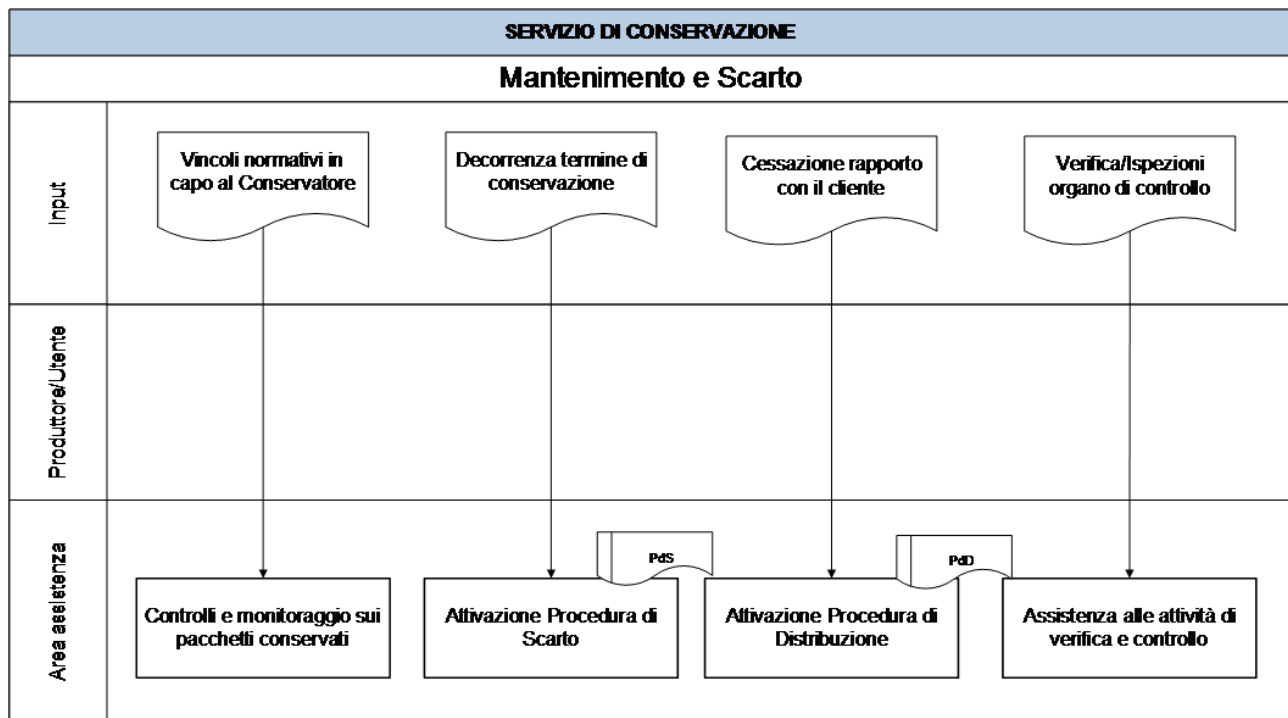 SERVIZIO DI CONSERVAZIONE
Mantenimento e Scarto
Input
Vincoli normativi in
capo al Conservatore
Decorrenza termine di
conservazione
Cessazione rapporto
con il cliente
Verifica/Ispezioni
organo di controllo
Produttore/Utente
Area assistenza
PdS
PdD
Controlli e monitoraggio sui
pacchetti conservati
Attivazione Procedura di
Scarto
Attivazione Procedura di
Distribuzione
Assistenza alle attività di
verifica e controllo